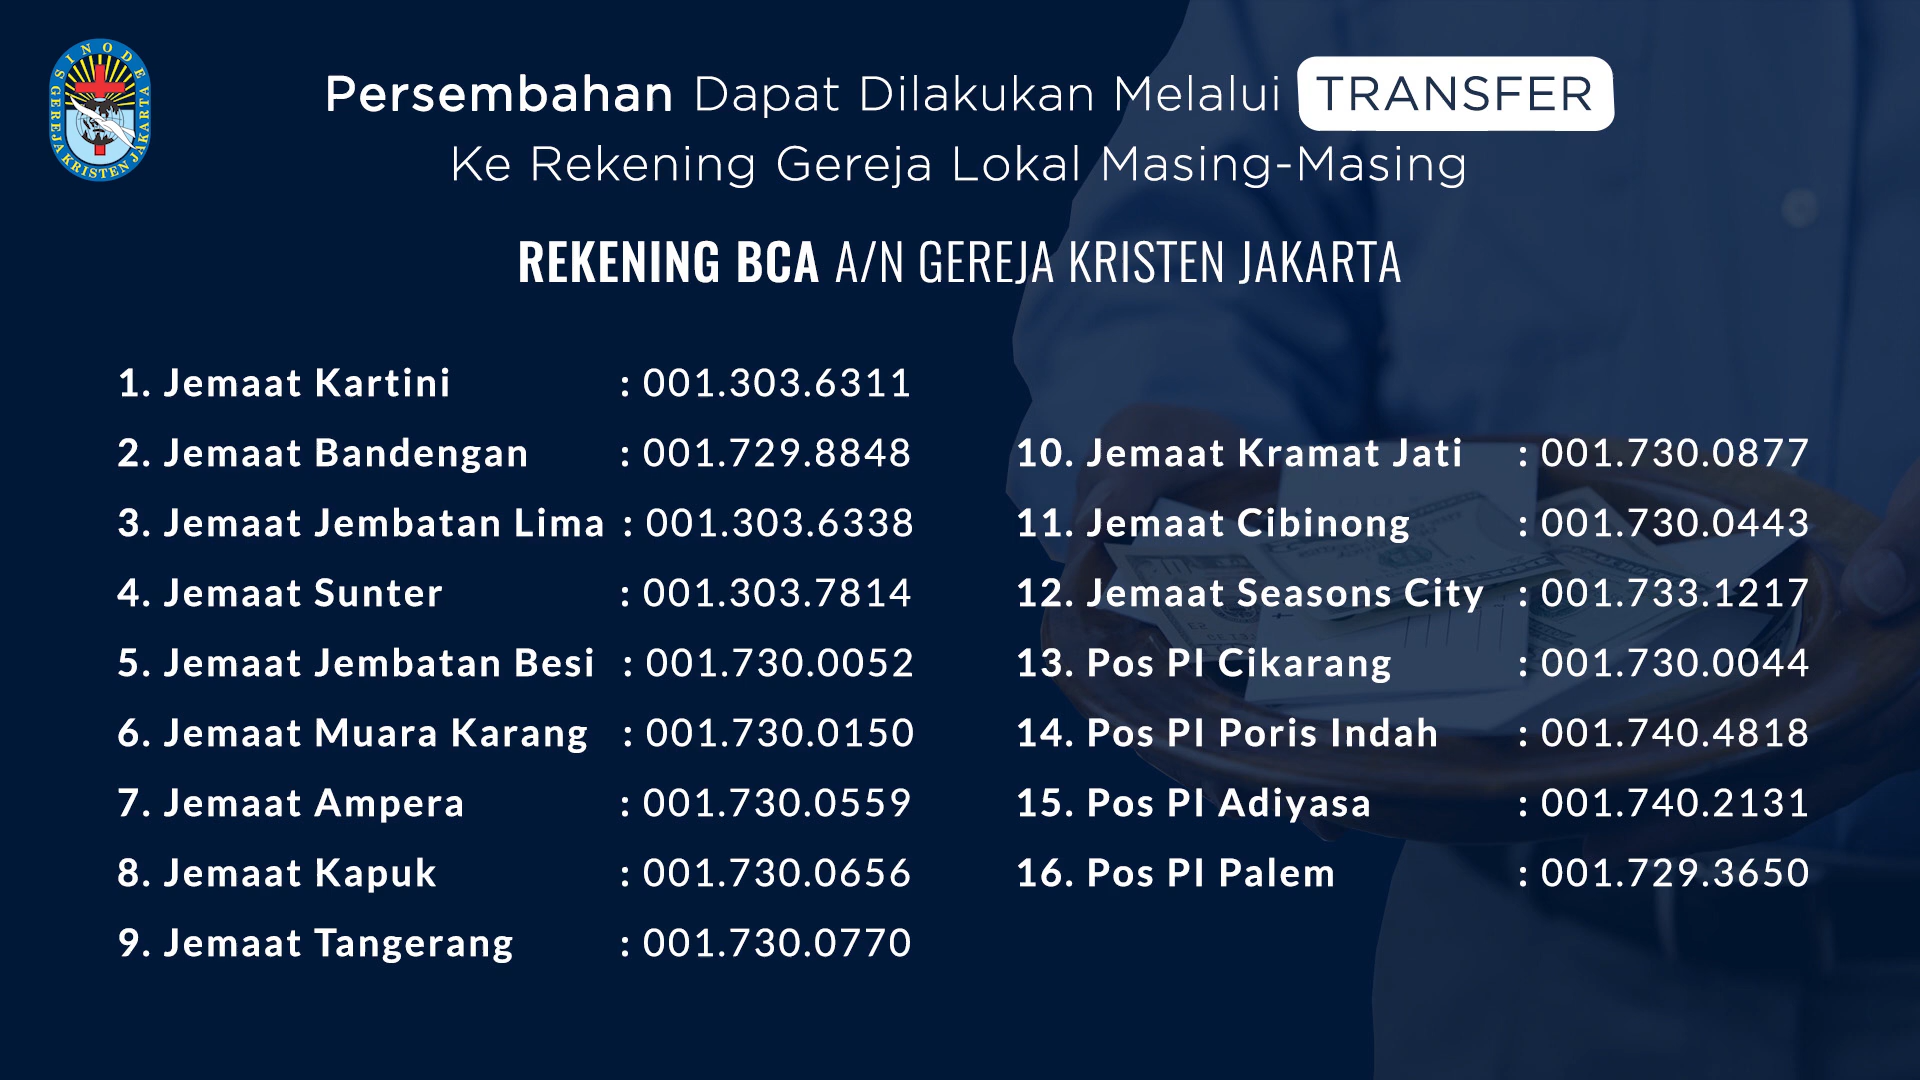 SINODE
GEREJA KRISTEN JAKARTA
Persembahan Dapat Dilakukan Melalui TRANSFER
Ke Rekening Gereja Lokal Masing-Masing
REKENING BCA A/N GEREJA KRISTEN JAKARTA
1. Jemaat Kartini : 001.303.6311
2. Jemaat Bandengan : 001.729.8848
3. Jemaat Jembatan Lima : 001.303.6338
4. Jemaat Sunter : 001.303.7814
5. Jemaat Jembatan Besi : 001.730.0052
6. Jemaat Muara Karang : 001.730.0150
7. Jemaat Ampera : 001.730.0559
8. Jemaat Kapuk : 001.730.0656
9. Jemaat Tangerang : 001.730.0770
10. Jemaat Kramat Jati : 001.730.0877
11. Jemaat Cibinong : 001.730.0443
12. Jemaat Seasons City : 001.733.1217
13. Pos PI Cikarang : 001.730.0044
14. Pos PI Poris Indah : 001.740.4818
15. Pos PI Adiyasa : 001.740.2131
16. Pos PI Palem : 001.729.3650